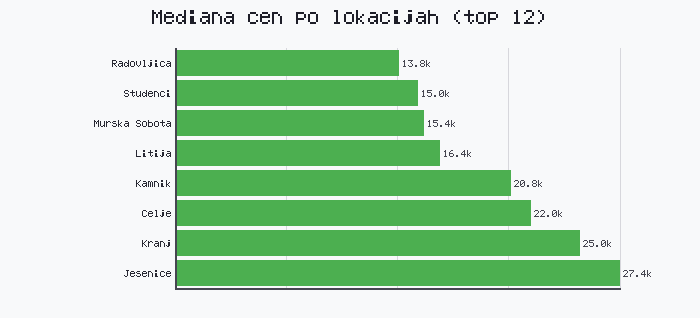 Mediana cen po lokacijah (top 12)
Radovljica 13.8k
Studenci 15.0k
Murska Sobota 15.4k
Litija 16.4k
Kamnik 20.8k
Celje 22.0k
Kranj 25.0k
Jesenice 27.4k